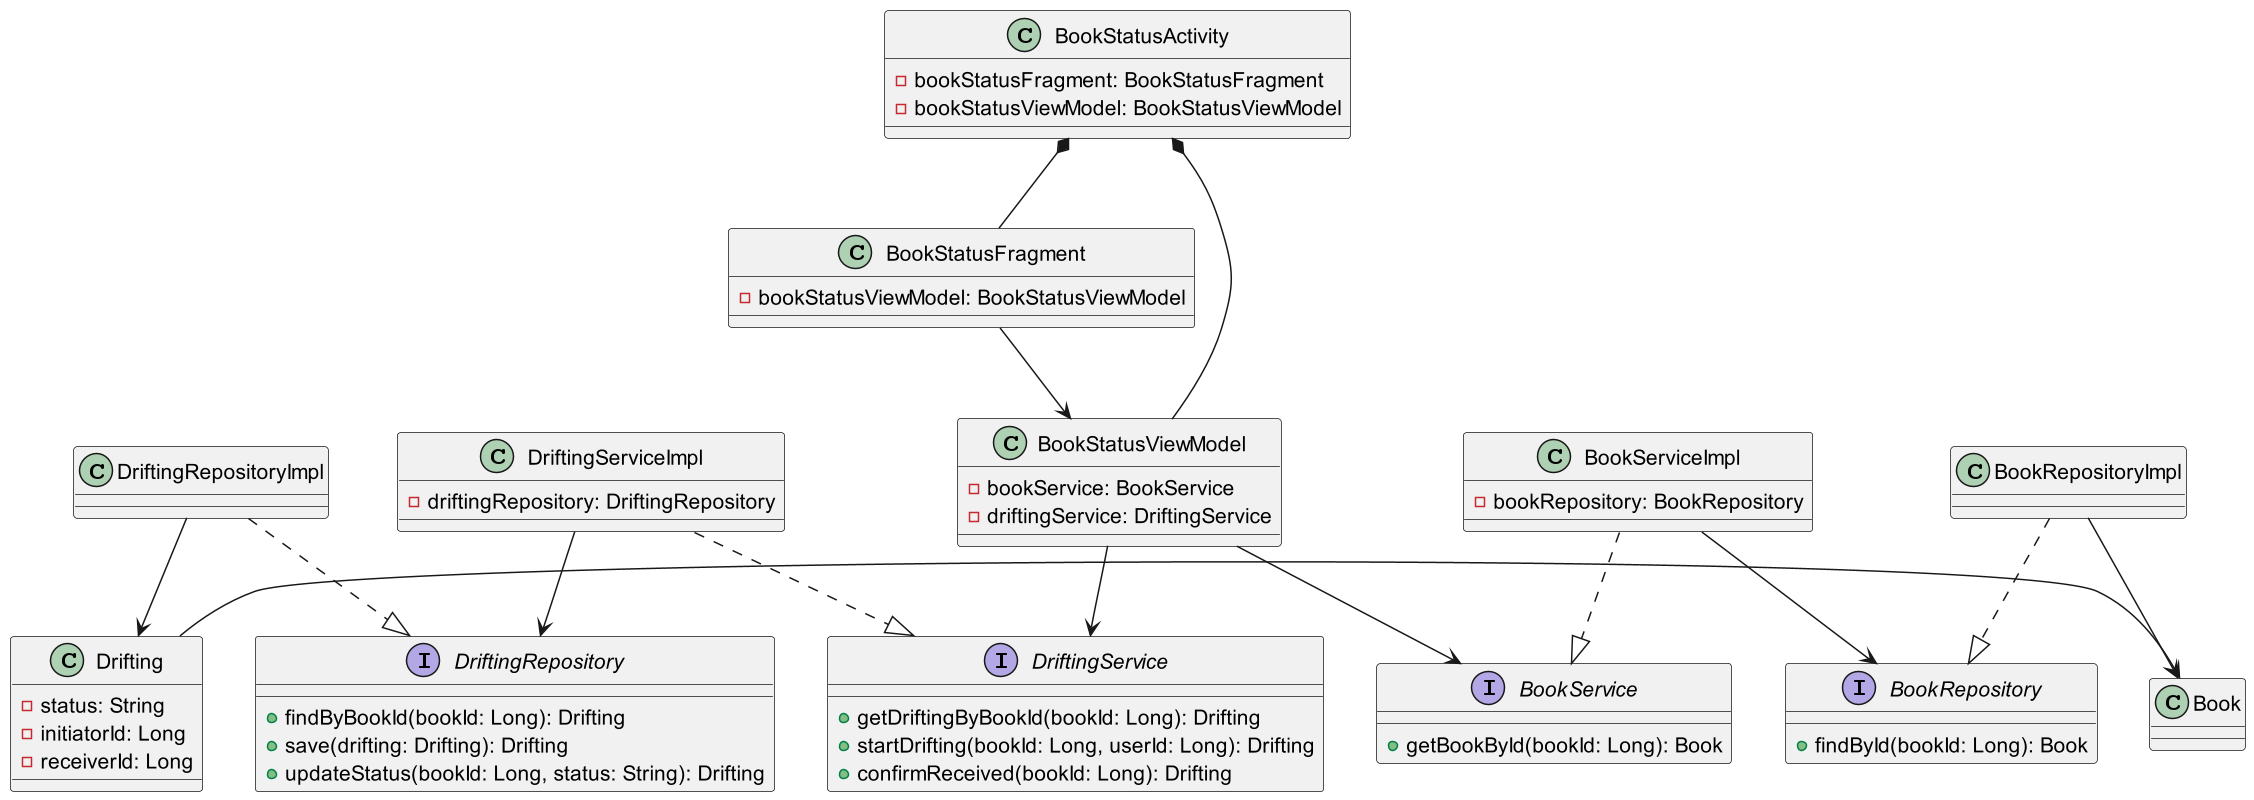 C BookStatusActivity
bookStatusFragment: BookStatusFragment
bookStatusViewModel: BookStatusViewModel
C BookStatusFragment
bookStatusViewModel: BookStatusViewModel
C DriftingRepositoryImpl
C DriftingServiceImpl
driftingRepository: DriftingRepository
C BookStatusViewModel
bookService: BookService
driftingService: DriftingService
C BookServiceImpl
bookRepository: BookRepository
C BookRepositoryImpl
C Drifting
status: String
initiatorId: Long
receiverId: Long
I DriftingRepository
findByBookId(bookId: Long): Drifting
save(drifting: Drifting): Drifting
updateStatus(bookId: Long, status: String): Drifting
I DriftingService
getDriftingByBookId(bookId: Long): Drifting
startDrifting(bookId: Long, userId: Long): Drifting
confirmReceived(bookId: Long): Drifting
I BookService
getBookById(bookId: Long): Book
I BookRepository
findById(bookId: Long): Book
C Book